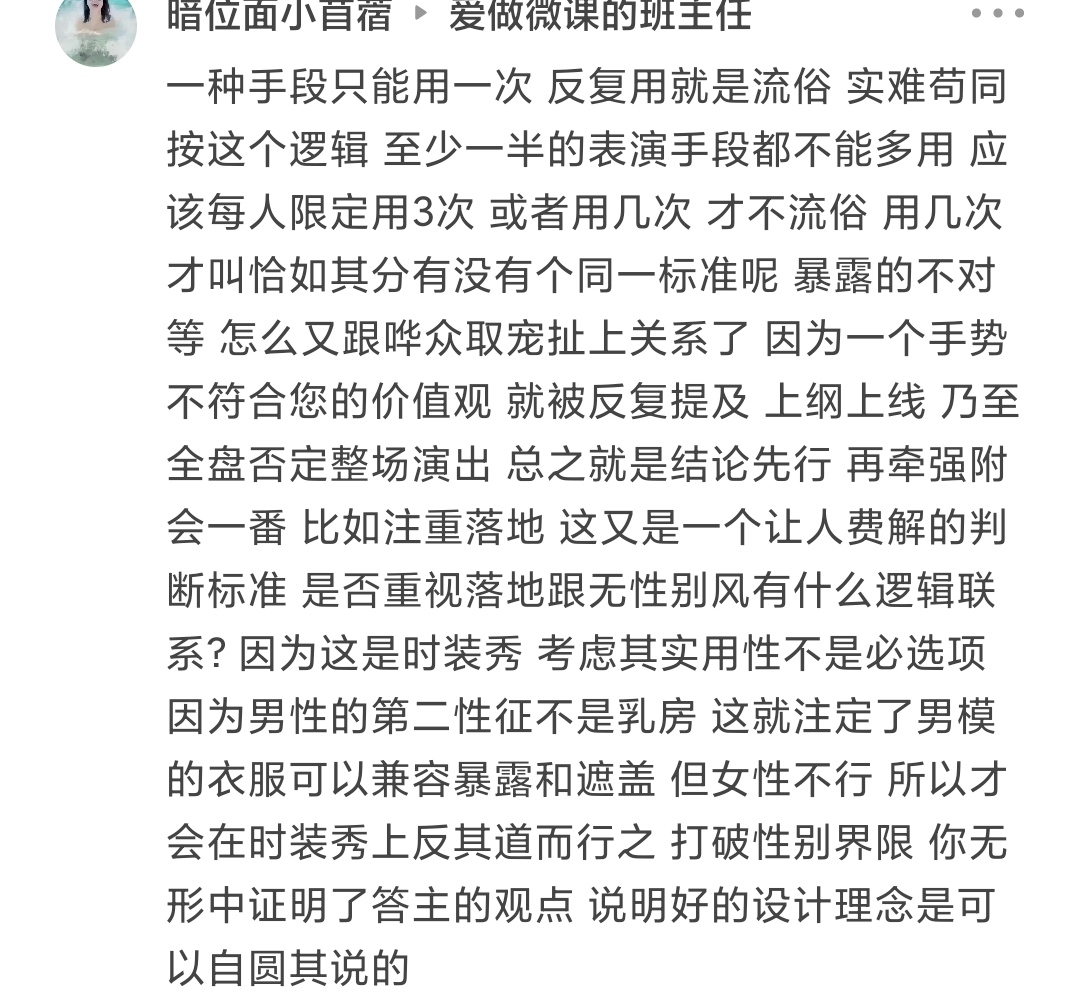 暗位面小苜蓿 ▸ 爱做微课的班主任
一种手段只能用一次 反复用就是流俗 实难苟同
按这个逻辑 至少一半的表演手段都不能多用 应
该每人限定用3次 或者用几次 才不流俗 用几次
才叫恰如其分有没有个同一标准呢 暴露的不对
等 怎么又跟哗众取宠扯上关系了 因为一个手势
不符合您的价值观 就被反复提及 上纲上线 乃至
全盘否定整场演出 总之就是结论先行 再牵强附
会一番 比如注重落地 这又是一个让人费解的判
断标准 是否重视落地跟无性别风有什么逻辑联
系? 因为这是时装秀 考虑其实用性不是必选项
因为男性的第二性征不是乳房 这就注定了男模
的衣服可以兼容暴露和遮盖 但女性不行 所以才
会在时装秀上反其道而行之 打破性别界限 你无
形中证明了答主的观点 说明好的设计理念是可
以自圆其说的